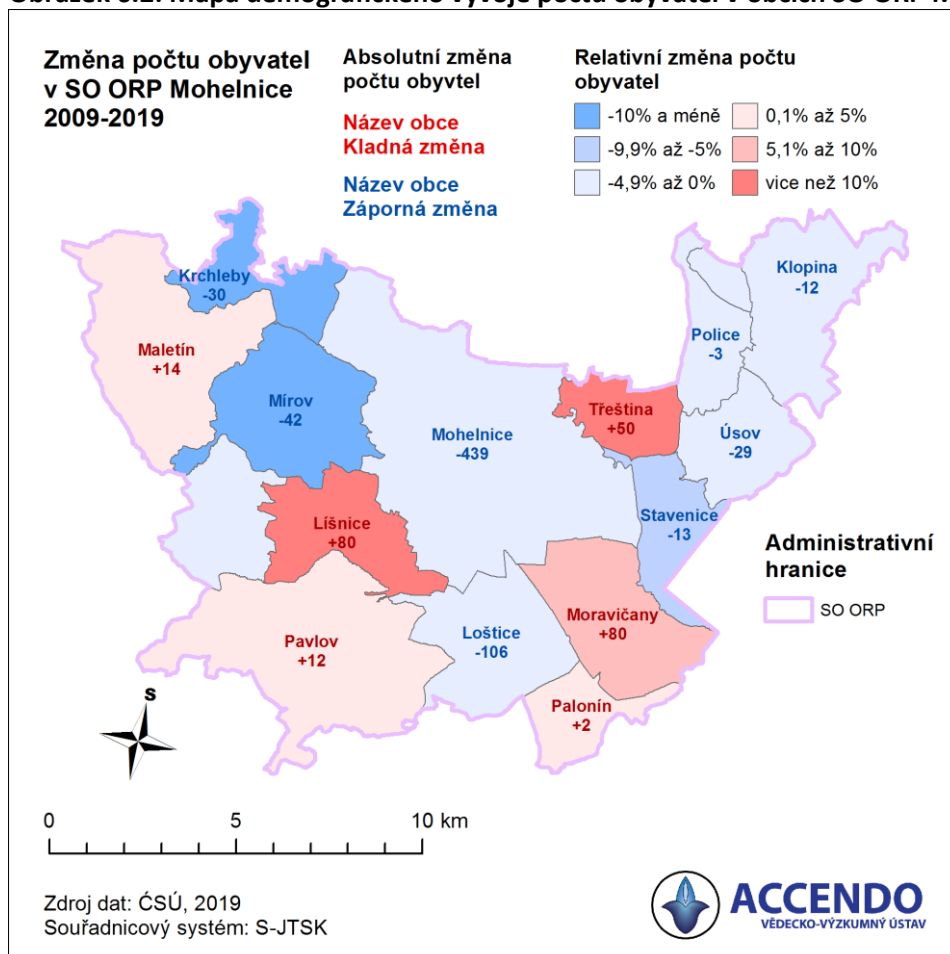 Změna počtu obyvatel
v SO ORP Mohelnice
2009-2019
Absolutní změna
počtu obyvtel
Název obce
Kladná změna
Název obce
Záporná změna
Relativní změna počtu
obyvatel
-10% a méně
-9,9% až -5%
-4,9% až 0%
0,1% až 5%
5,1% až 10%
vice než 10%
Krchleby
-30
Maletín
+14
Mírov
-42
Mohelnice
-439
Třeština
+50
Police
-3
Klopina
-12
Úsov
-29
Stavenice
-13
Líšnice
+80
Pavlov
+12
Loštice
-106
Moravičany
+80
Palonín
+2
Administrativní
hranice
SO ORP
S
0 5 10 km
Zdroj dat: ĆSÚ, 2019
Souřadnicový systém: S-JTSK
ACCENDO
VĚDECKO-VÝZKUMNÝ ÚSTAV